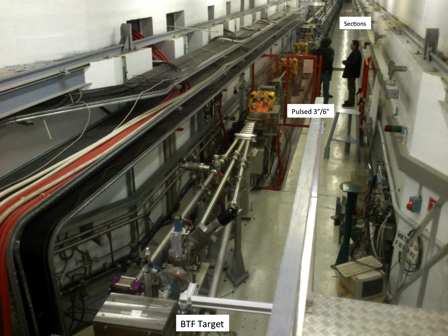 Sections
Pulsed 3"/6"
BTF Target